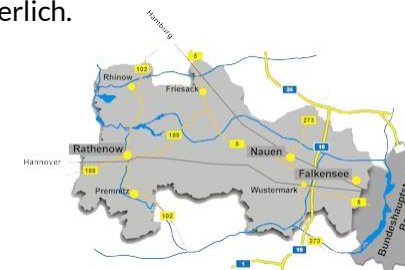 erlich.
Hamburg
5
102
Rhinow
Friesack
24
273
188
Rathenow
5
10
Nauen
Hannover
188
Falkensee
Premnitz
Wustermark
5
102
273
10
1